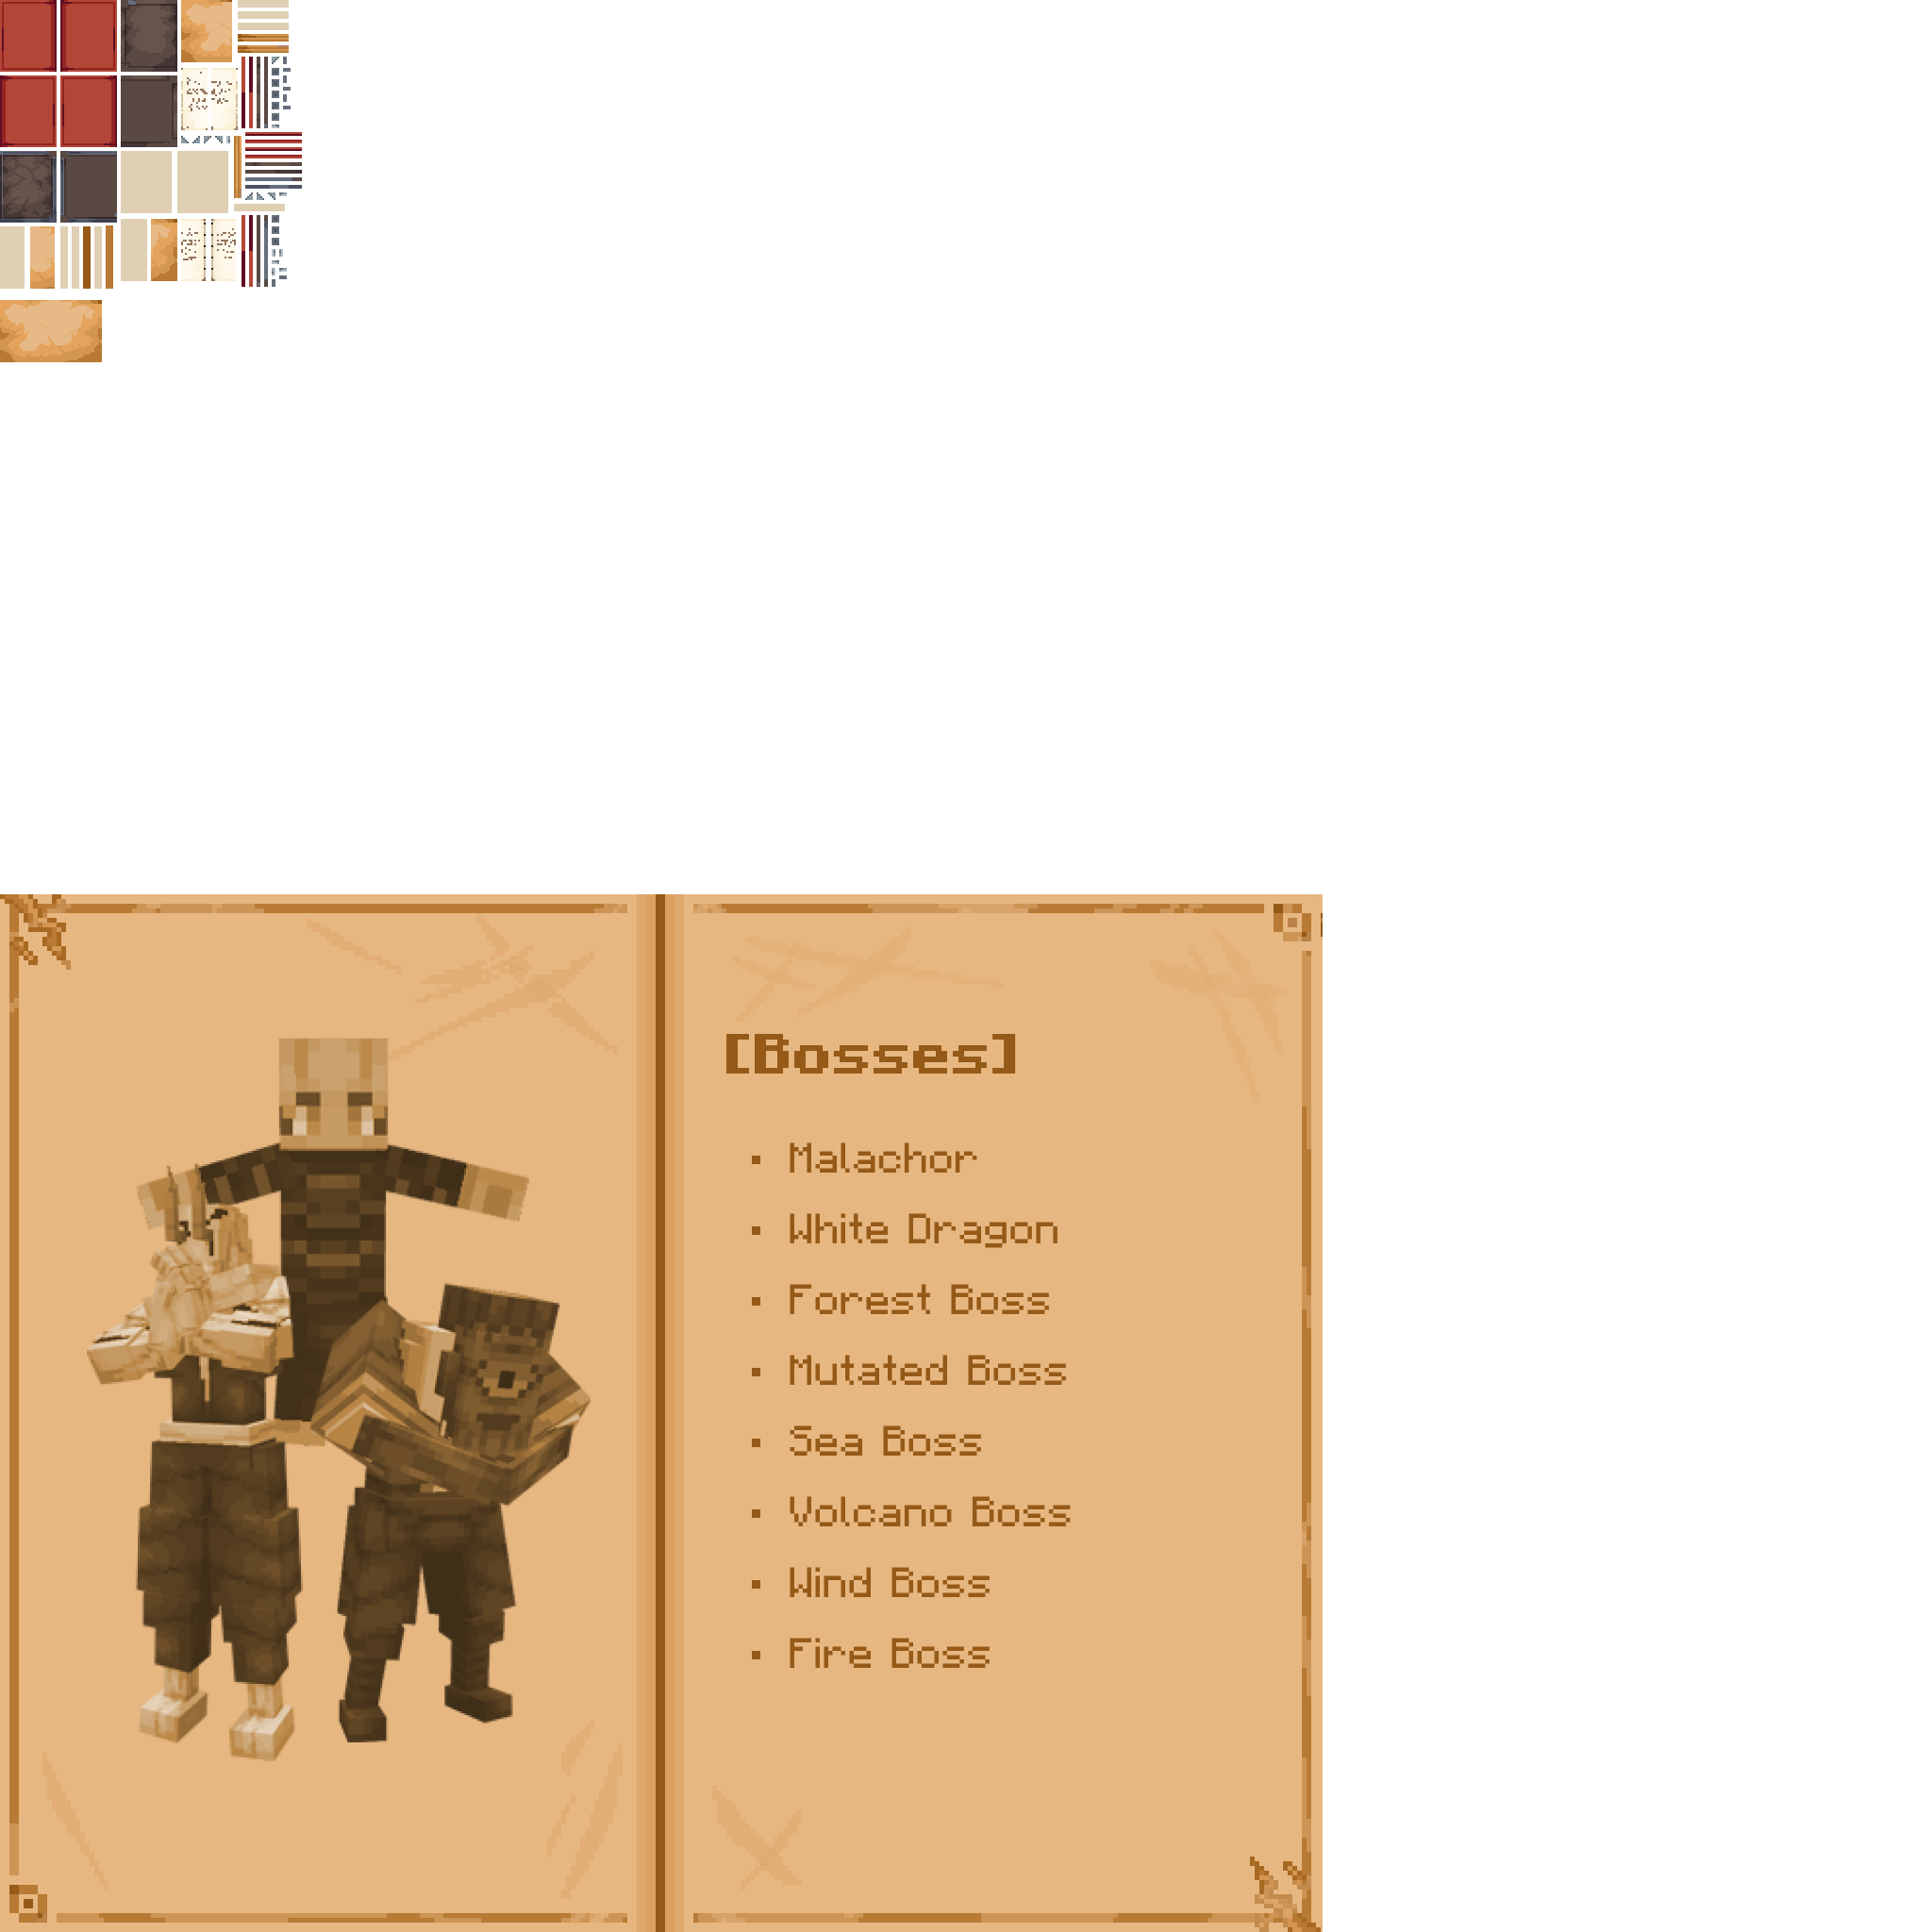 [Bosses]
▪ Malachor
▪ White Dragon
▪ Forest Boss
▪ Mutated Boss
▪ Sea Boss
▪ Volcano Boss
▪ Wind Boss
▪ Fire Boss